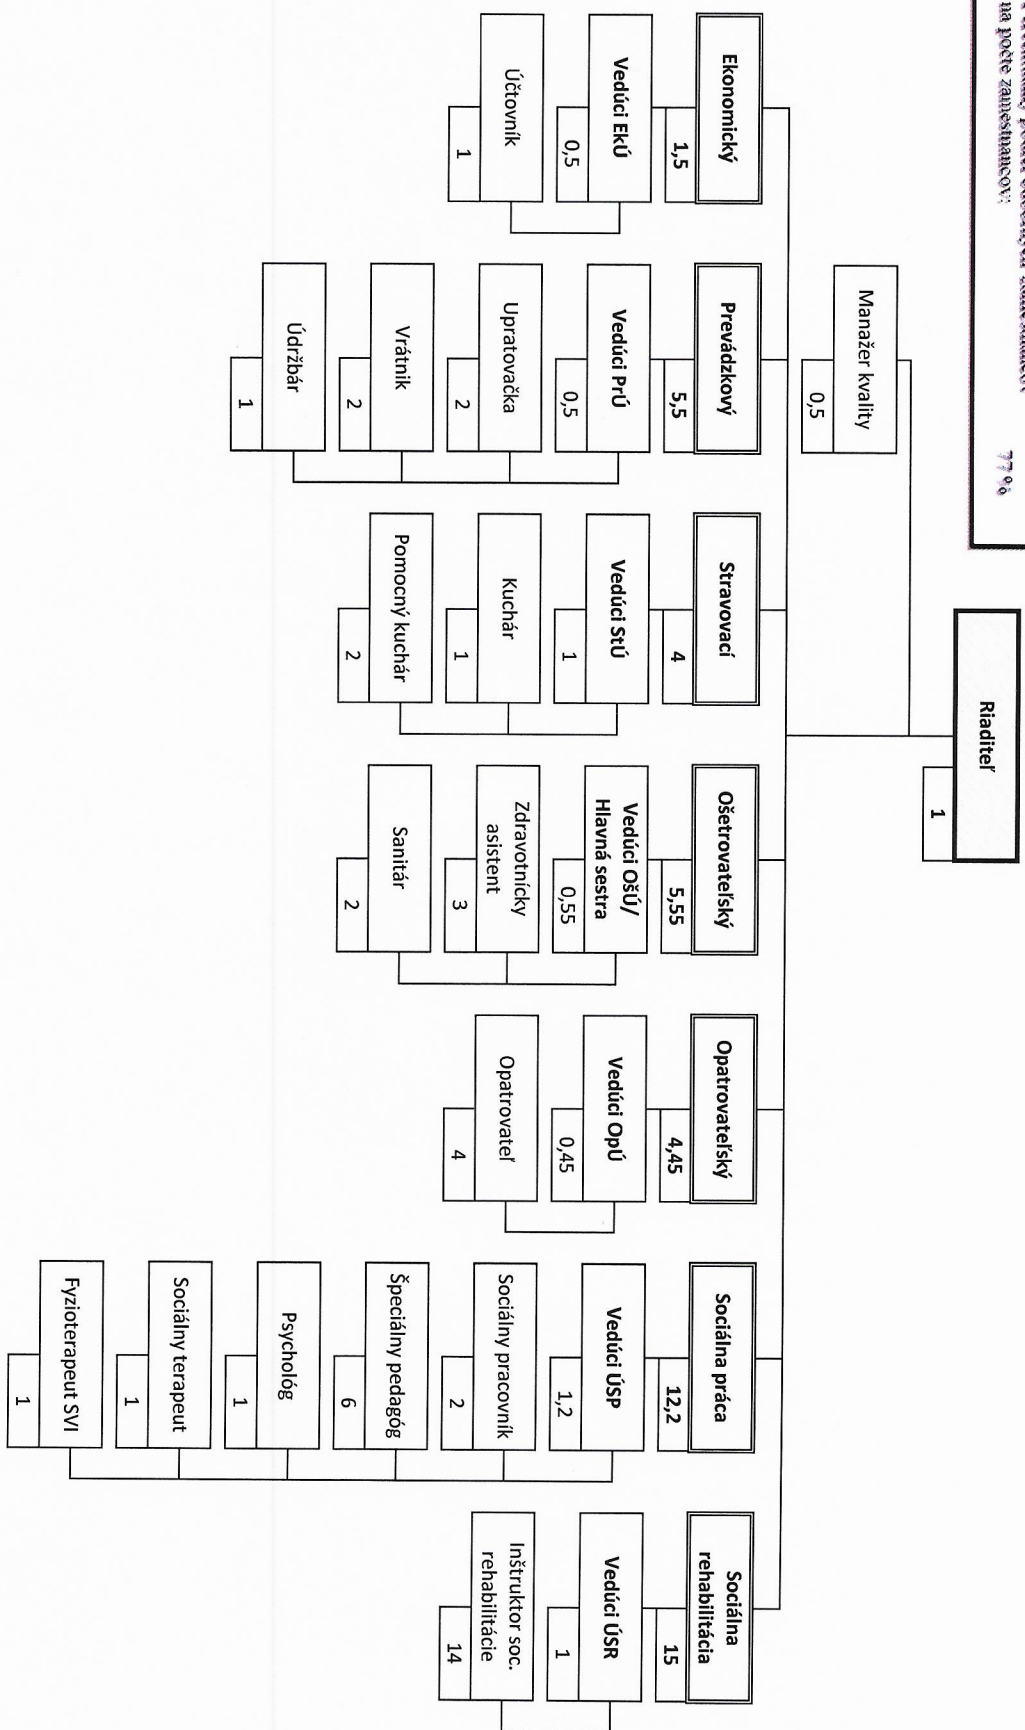 na počte zamestnancov:
77 %
Riaditeľ
1
Manažer kvality
0,5
Ekonomický
1,5
Vedúci EkÚ
0,5
Účtovník
1
Prevádzkový
5,5
Vedúci PrÚ
0,5
Upratovačka
2
Vrátnik
2
Údržbár
1
Stravovací
4
Vedúci StÚ
1
Kuchár
1
Pomocný kuchár
2
Ošetrovateľský
5,55
Vedúci OšÚ/
Hlavná sestra
0,55
Zdravotnícky
asistent
3
Sanitár
2
Opatrovateľský
4,45
Vedúci OpÚ
0,45
Opatrovateľ
4
Sociálna práca
12,2
Vedúci ÚSP
1,2
Sociálny pracovník
2
Špeciálny pedagóg
6
Psychológ
1
Sociálny terapeut
1
Fyzioterapeut SVI
1
Sociálna
rehabilitácia
15
Vedúci ÚSR
1
Inštruktor soc.
rehabilitácie
14